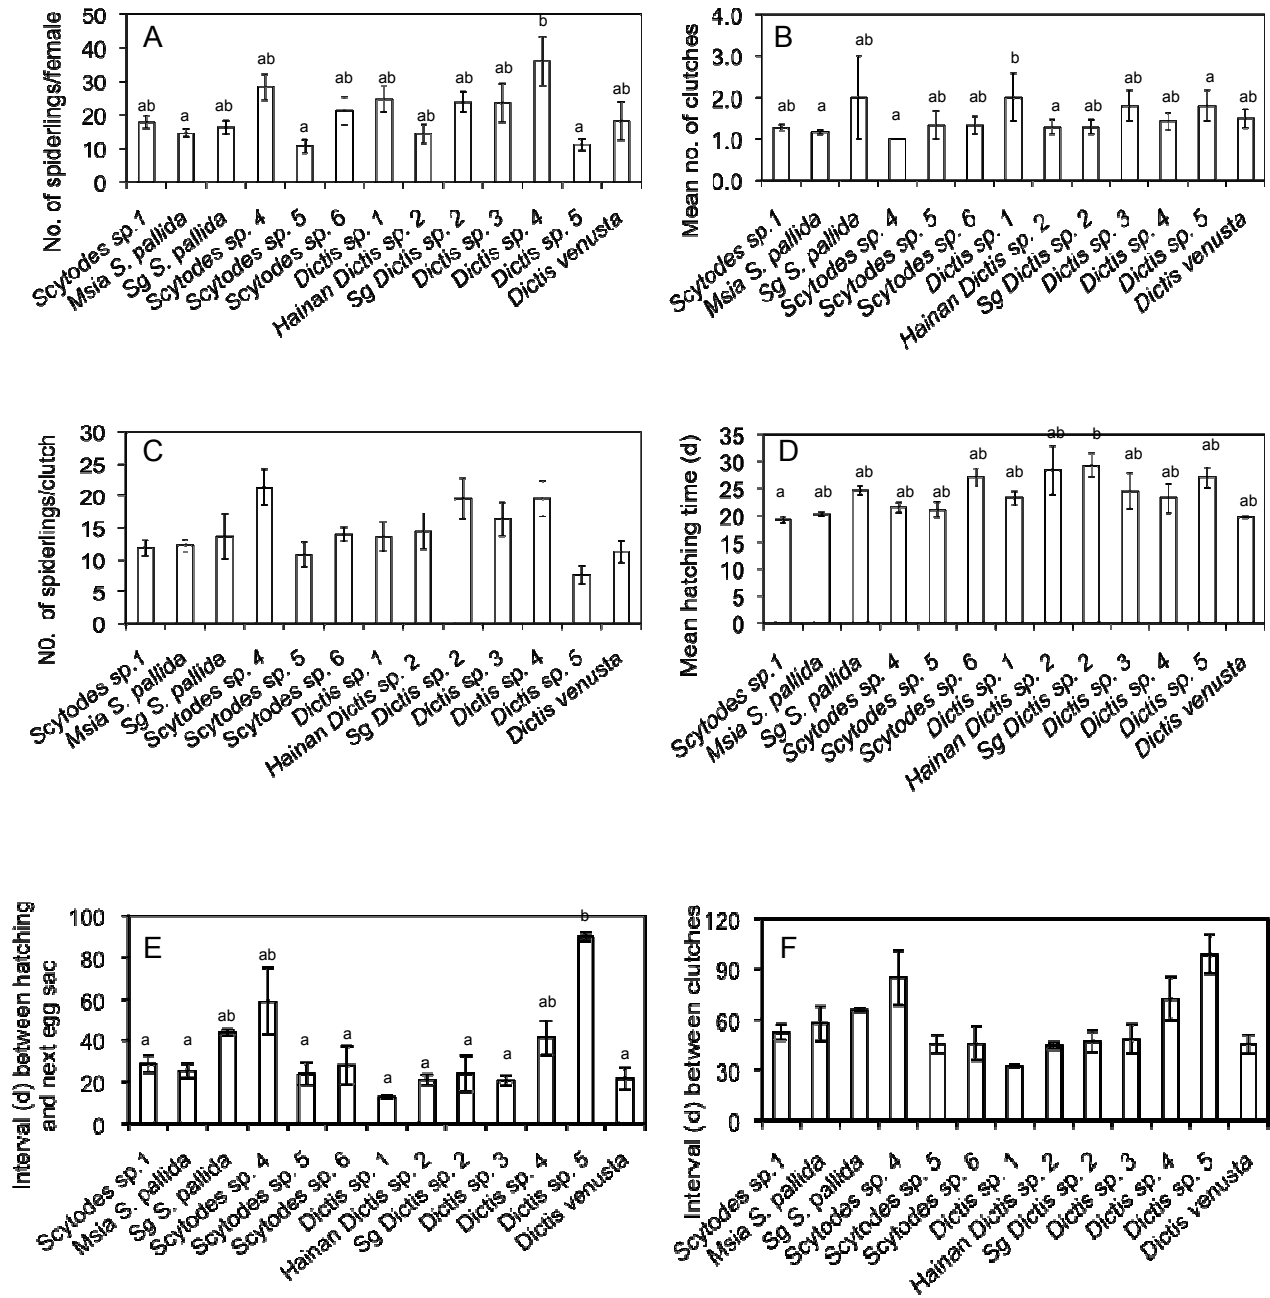 A
No. of spiderlings/female
50
40
30
20
10
0
ab
a
ab
ab
a
ab
ab
ab
ab
ab
b
a
ab
Scytodes sp.1
Msia S. pallida
Sg S. pallida
Scytodes sp. 4
Scytodes sp. 5
Scytodes sp. 6
Dictis sp. 1
Hainan Dictis sp. 2
Sg Dictis sp. 2
Dictis sp. 3
Dictis sp. 4
Dictis sp. 5
Dictis venusta
B
Mean no. of clutches
4.0
3.0
2.0
1.0
0.0
ab
a
ab
a
ab
ab
b
a
ab
ab
ab
a
ab
Scytodes sp.1
Msia S. pallida
Sg S. pallida
Scytodes sp. 4
Scytodes sp. 5
Scytodes sp. 6
Dictis sp. 1
Hainan Dictis sp. 2
Sg Dictis sp. 2
Dictis sp. 3
Dictis sp. 4
Dictis sp. 5
Dictis venusta
C
NO. of spiderlings/clutch
30
25
20
15
10
5
0
Scytodes sp.1
Msia S. pallida
Sg S. pallida
Scytodes sp. 4
Scytodes sp. 5
Scytodes sp. 6
Dictis sp. 1
Hainan Dictis sp. 2
Sg Dictis sp. 2
Dictis sp. 3
Dictis sp. 4
Dictis sp. 5
Dictis venusta
D
Mean hatching time (d)
35
30
25
20
15
10
5
0
a
ab
ab
ab
ab
ab
ab
ab
b
ab
ab
ab
ab
Scytodes sp.1
Msia S. pallida
Sg S. pallida
Scytodes sp. 4
Scytodes sp. 5
Scytodes sp. 6
Dictis sp. 1
Hainan Dictis sp. 2
Sg Dictis sp. 2
Dictis sp. 3
Dictis sp. 4
Dictis sp. 5
Dictis venusta
E
Interval (d) between hatching
and next egg sac
100
80
60
40
20
0
a
a
ab
ab
a
a
a
a
a
a
ab
b
a
Scytodes sp.1
Msia S. pallida
Sg S. pallida
Scytodes sp. 4
Scytodes sp. 5
Scytodes sp. 6
Dictis sp. 1
Hainan Dictis sp. 2
Sg Dictis sp. 2
Dictis sp. 3
Dictis sp. 4
Dictis sp. 5
Dictis venusta
F
Interval (d) between clutches
120
90
60
30
0
Scytodes sp.1
Msia S. pallida
Sg S. pallida
Scytodes sp. 4
Scytodes sp. 5
Scytodes sp. 6
Dictis sp. 1
Hainan Dictis sp. 2
Sg Dictis sp. 2
Dictis sp. 3
Dictis sp. 4
Dictis sp. 5
Dictis venusta